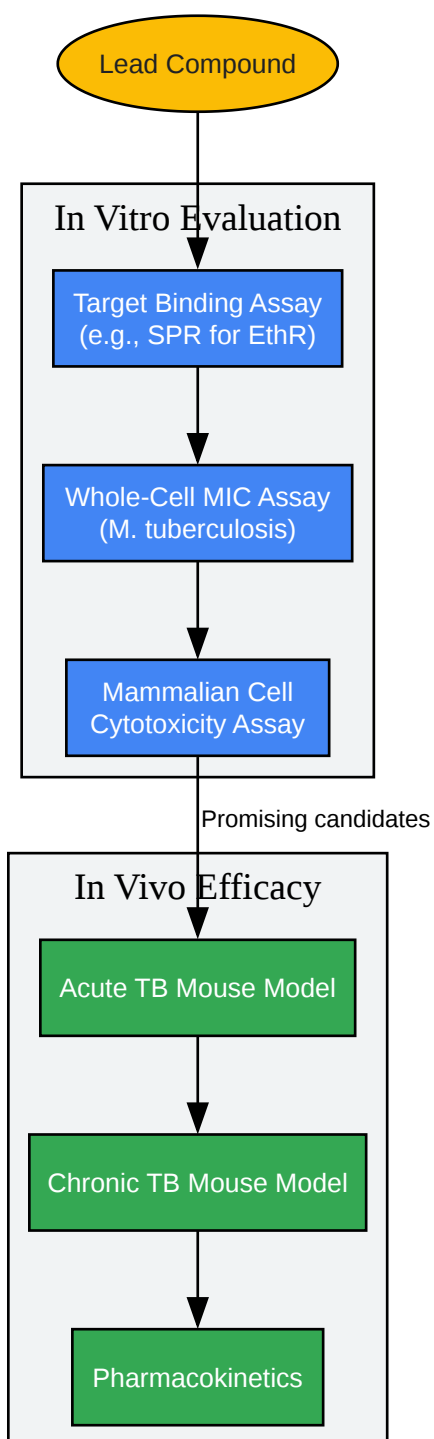 Lead Compound
In Vitro Evaluation
Target Binding Assay
(e.g., SPR for EthR)
Whole-Cell MIC Assay
(M. tuberculosis)
Mammalian Cell
Cytotoxicity Assay
Promising candidates
In Vivo Efficacy
Acute TB Mouse Model
Chronic TB Mouse Model
Pharmacokinetics